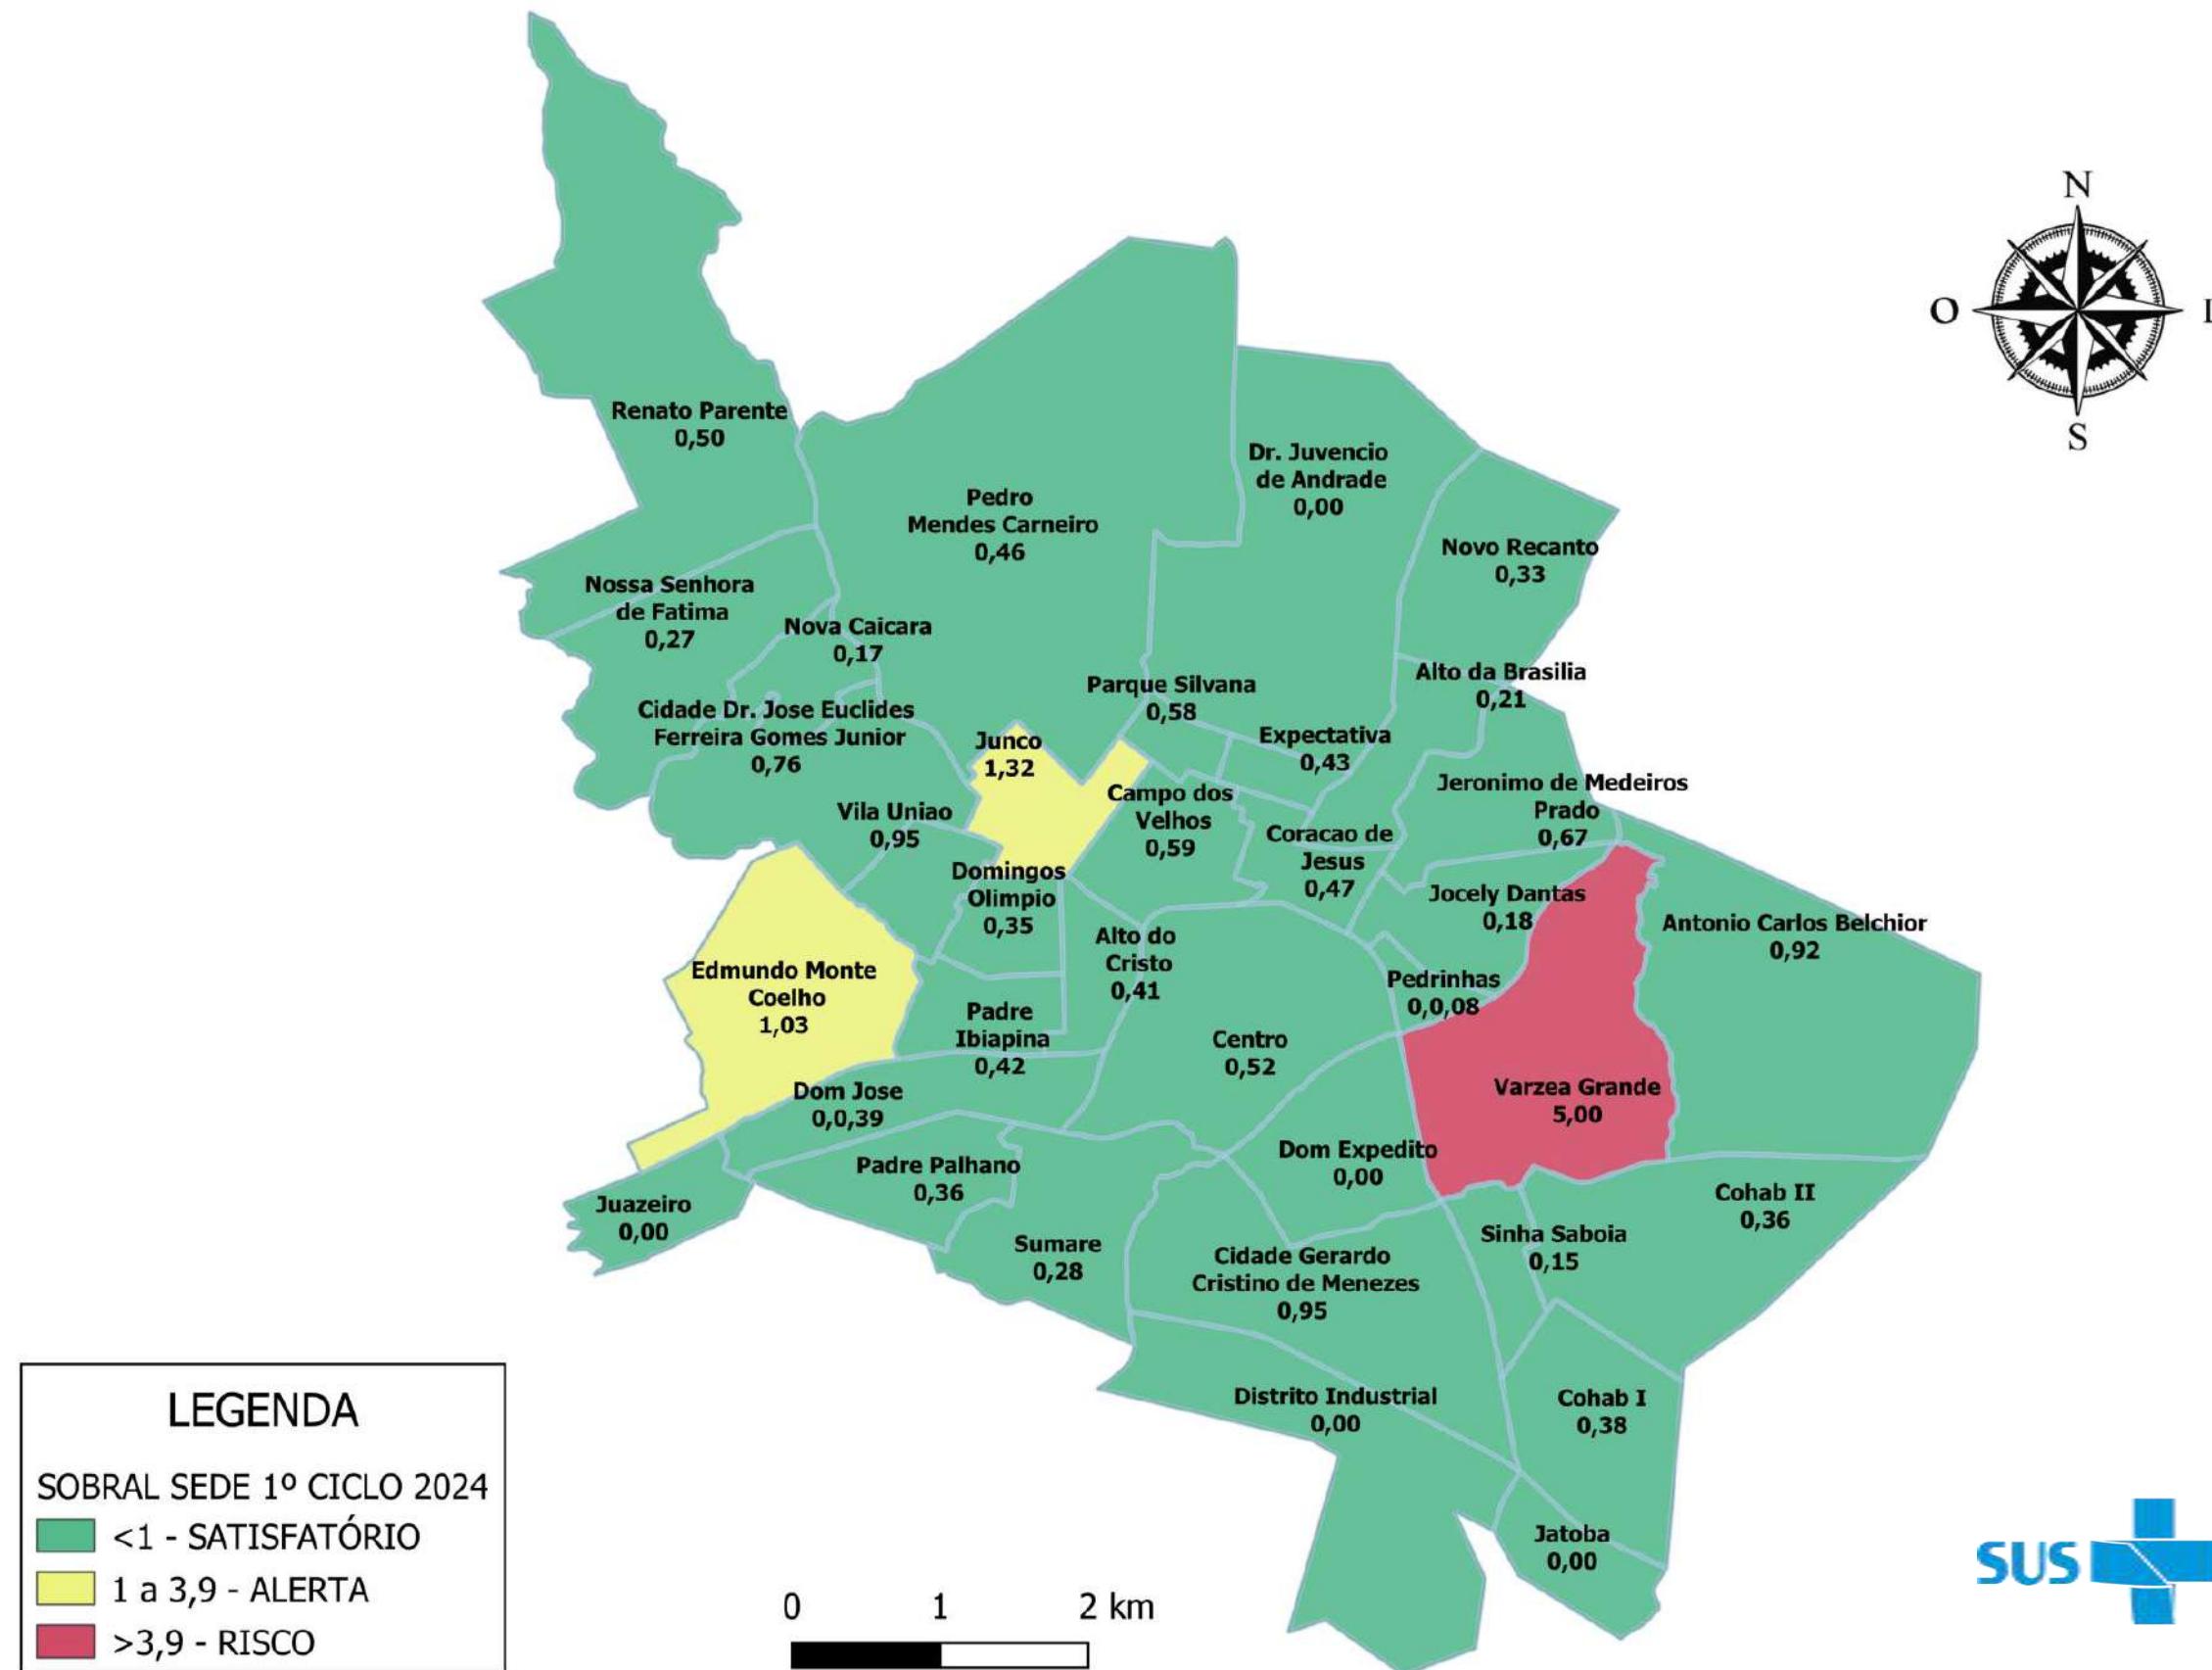 N
O
S
Renato Parente
0,50
Pedro
Mendes Carneiro
0,46
Dr. Juvencio
de Andrade
0,00
Novo Recanto
0,33
Nossa Senhora
de Fatima
0,27
Nova Caicara
0,17
Parque Silvana
0,58
Alto da Brasilia
0,21
Cidade Dr. Jose Euclides
Ferreira Gomes Junior
0,76
Junco
1,32
Expectativa
0,43
Campo dos
Velhos
0,59
Jeronimo de Medeiros
Prado
0,67
Vila Uniao
0,95
Coracao de
Jesus
0,47
Domingos
Olimpio
0,35
Jocely Dantas
0,18
Antonio Carlos Belchior
0,92
Alto do
Cristo
0,41
Edmundo Monte
Coelho
1,03
Pedrinhas
0,0,08
Padre
Ibiapina
0,42
Centro
0,52
Varzea Grande
5,00
Dom Jose
0,0,39
Dom Expedito
0,00
Padre Palhano
0,36
Juazeiro
0,00
Cohab II
0,36
Sumare
0,28
Cidade Gerardo
Cristino de Menezes
0,95
Sinha Saboia
0,15
Distrito Industrial
0,00
Cohab I
0,38
Jatoba
0,00
LEGENDA
SOBRAL SEDE 1º CICLO 2024
<1 - SATISFATÓRIO
1 a 3,9 - ALERTA
>3,9 - RISCO
0 1 2 km
SUS